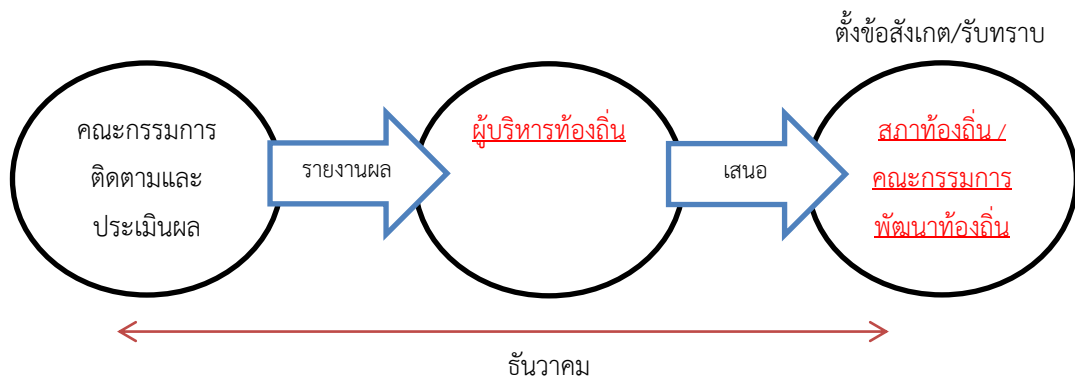 ตั้งข้อสังเกต/รับทราบ
คณะกรรมการ
ติดตามและ
ประเมินผล
รายงานผล
ผู้บริหารท้องถิ่น
เสนอ
สภาท้องถิ่น /
คณะกรรมการ
พัฒนาท้องถิ่น
ธันวาคม